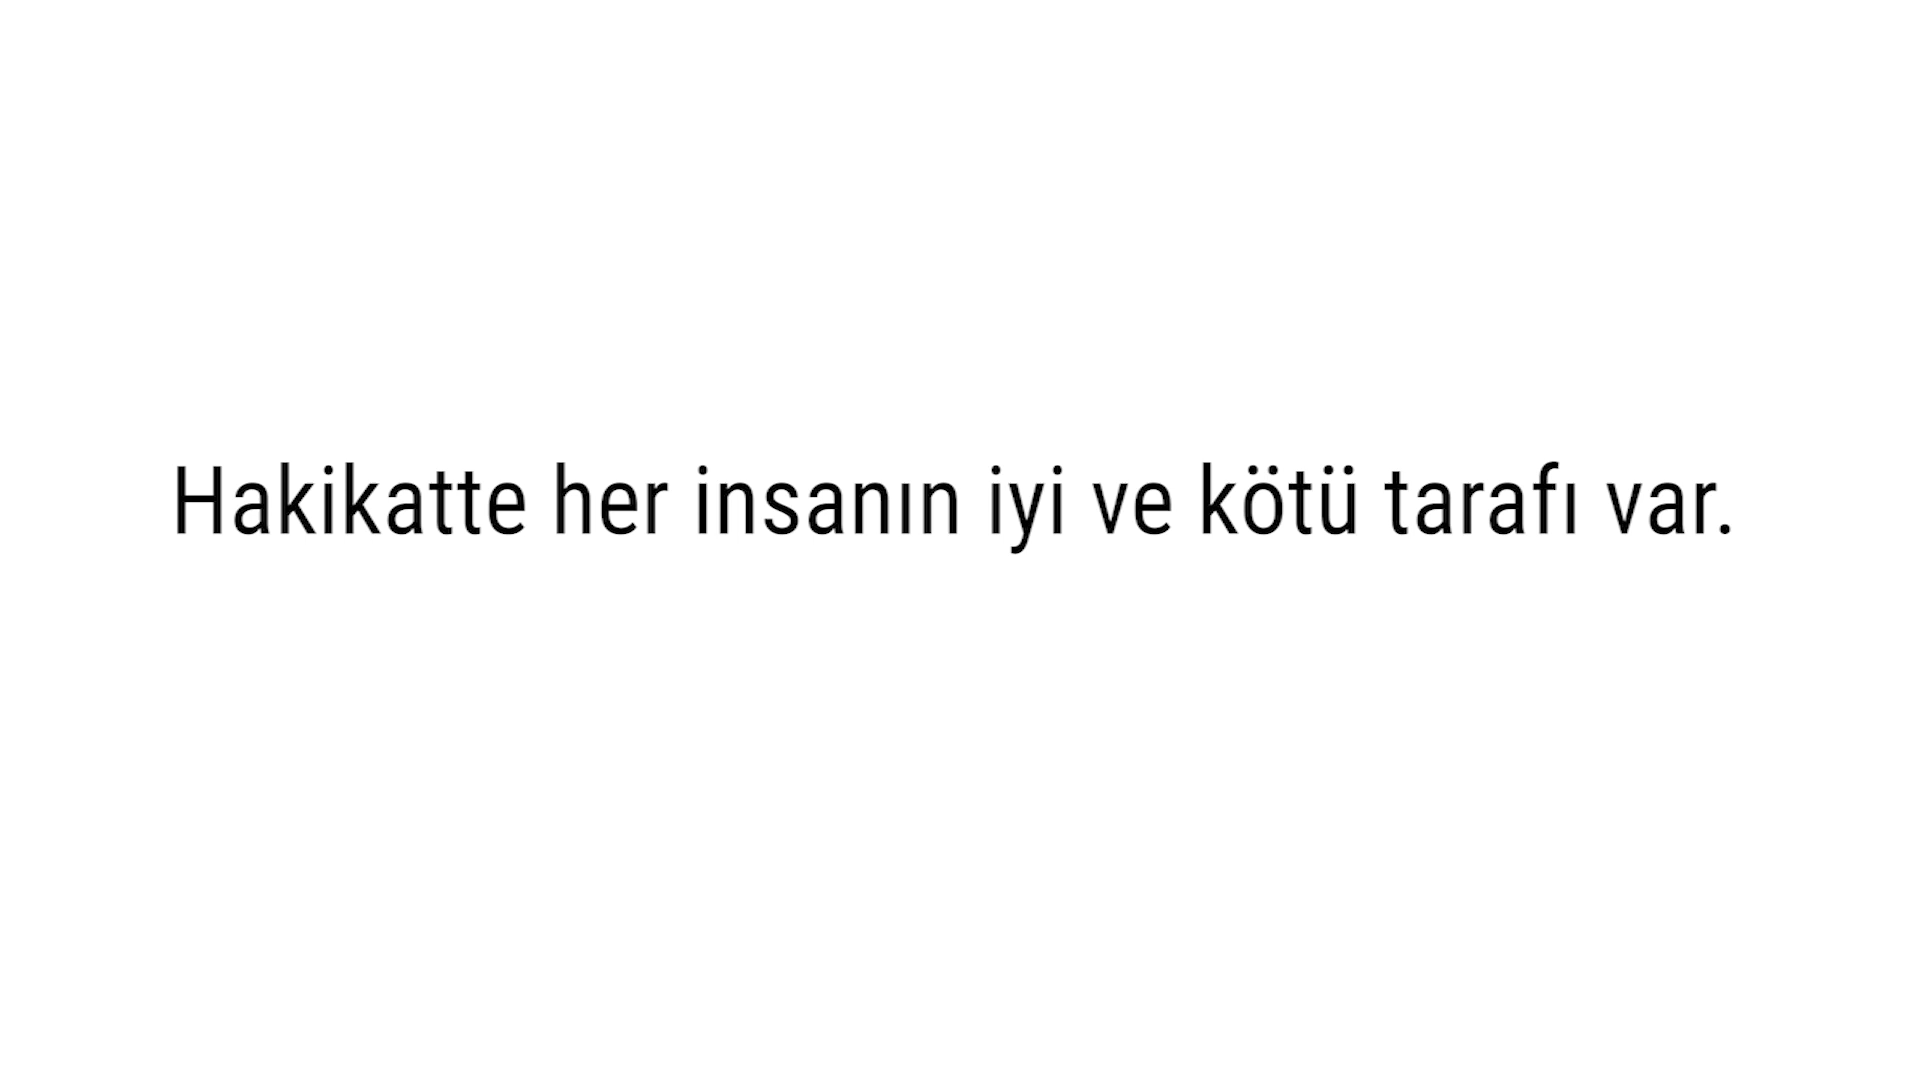 Hakikatte her insanın iyi ve kötü tarafı var.